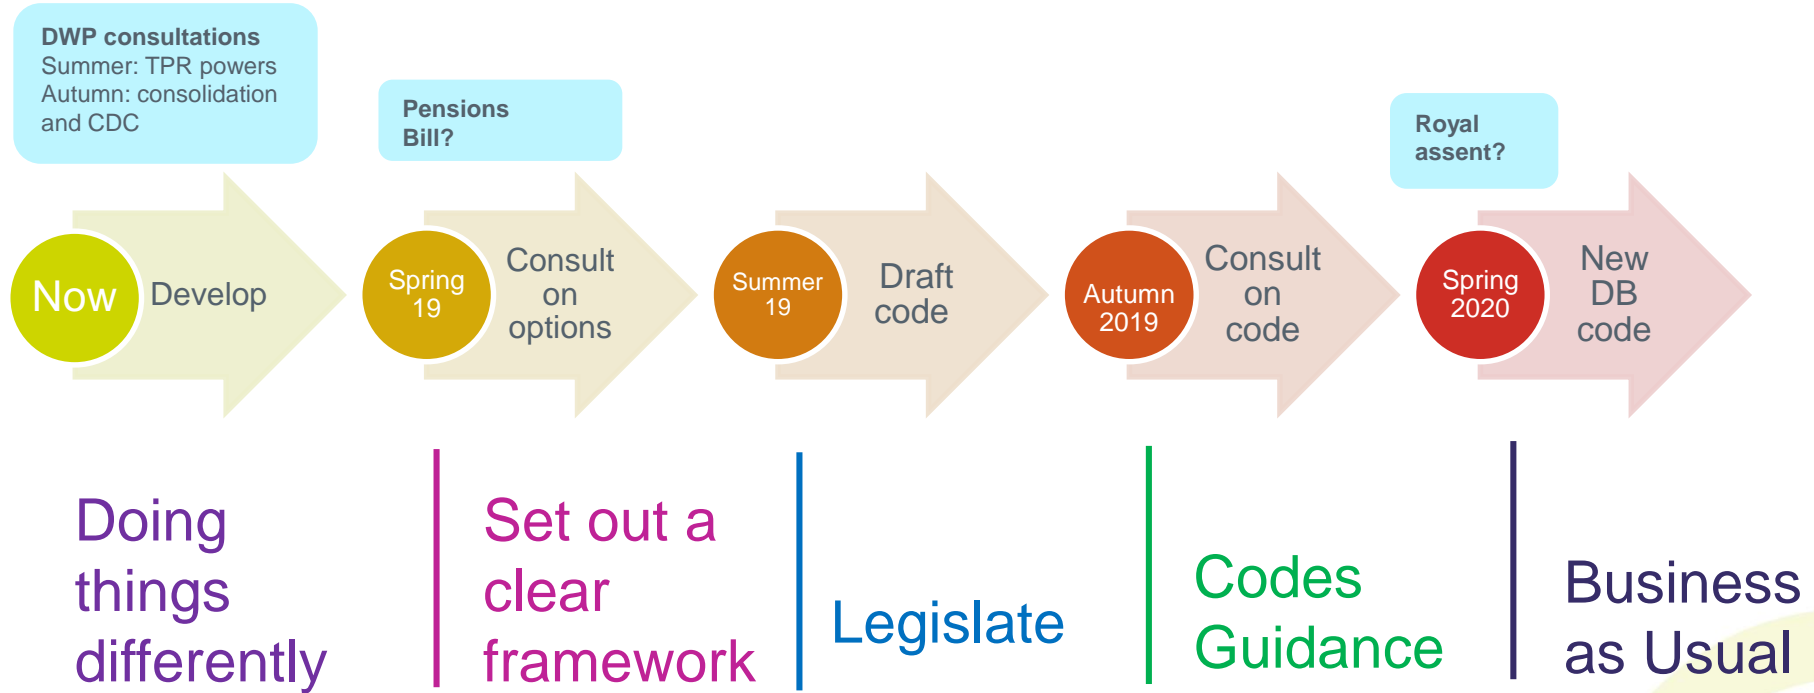 DWP consultations
Summer: TPR powers
Autumn: consolidation
and CDC
Pensions
Bill?
Royal
assent?
Now
Develop
Spring
19
Consult
on
options
Summer
19
Draft
code
Autumn
2019
Consult
on
code
Spring
2020
New
DB
code
Doing
things
differently
Set out a
clear
framework
Legislate
Codes
Guidance
Business
as Usual